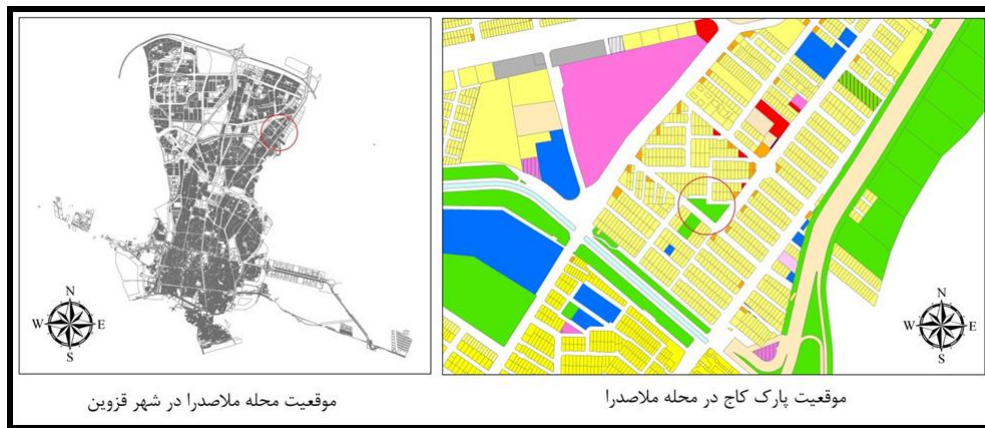 N
W E
S
N
W E
S
موقعیت پارک کاج در محله ملاصدرا
موقعیت محله ملاصدرا در شهر قزوین